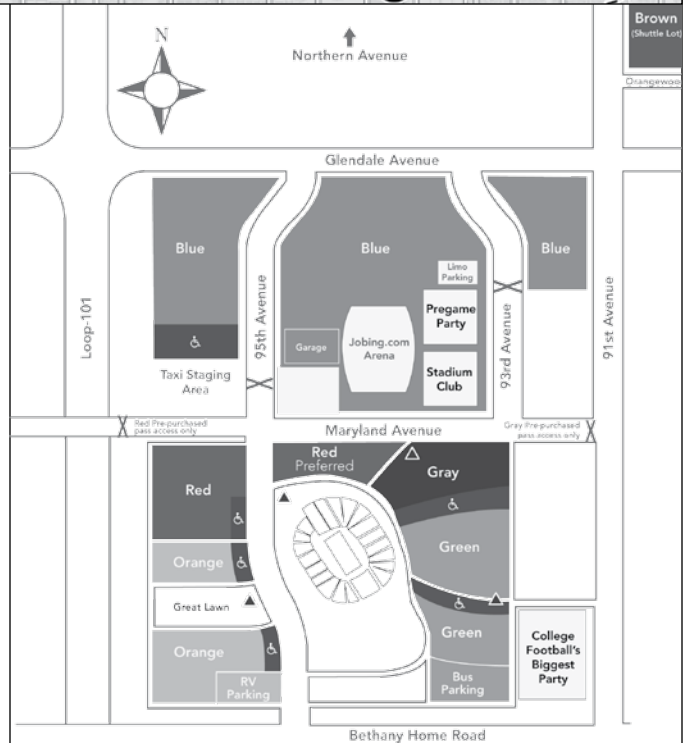 Brown
(Shuttle Lot)
N
Northern Avenue
Orangewoo
Glendale Avenue
Blue
Blue
Blue
Limo
Parking
Pregame
Party
Loop-101
95th Avenue
Garage
Jobing.com
Arena
93rd Avenue
91st Avenue
Stadium
Club
Taxi Staging
Area
Red Pre-purchased
pass access only
Maryland Avenue
Gray Pre-purchased
pass access only
Red
Preferred
Gray
Red
Green
Orange
Great Lawn
Green
Orange
College
Football's
Biggest
Party
RV
Parking
Bus
Parking
Bethany Home Road